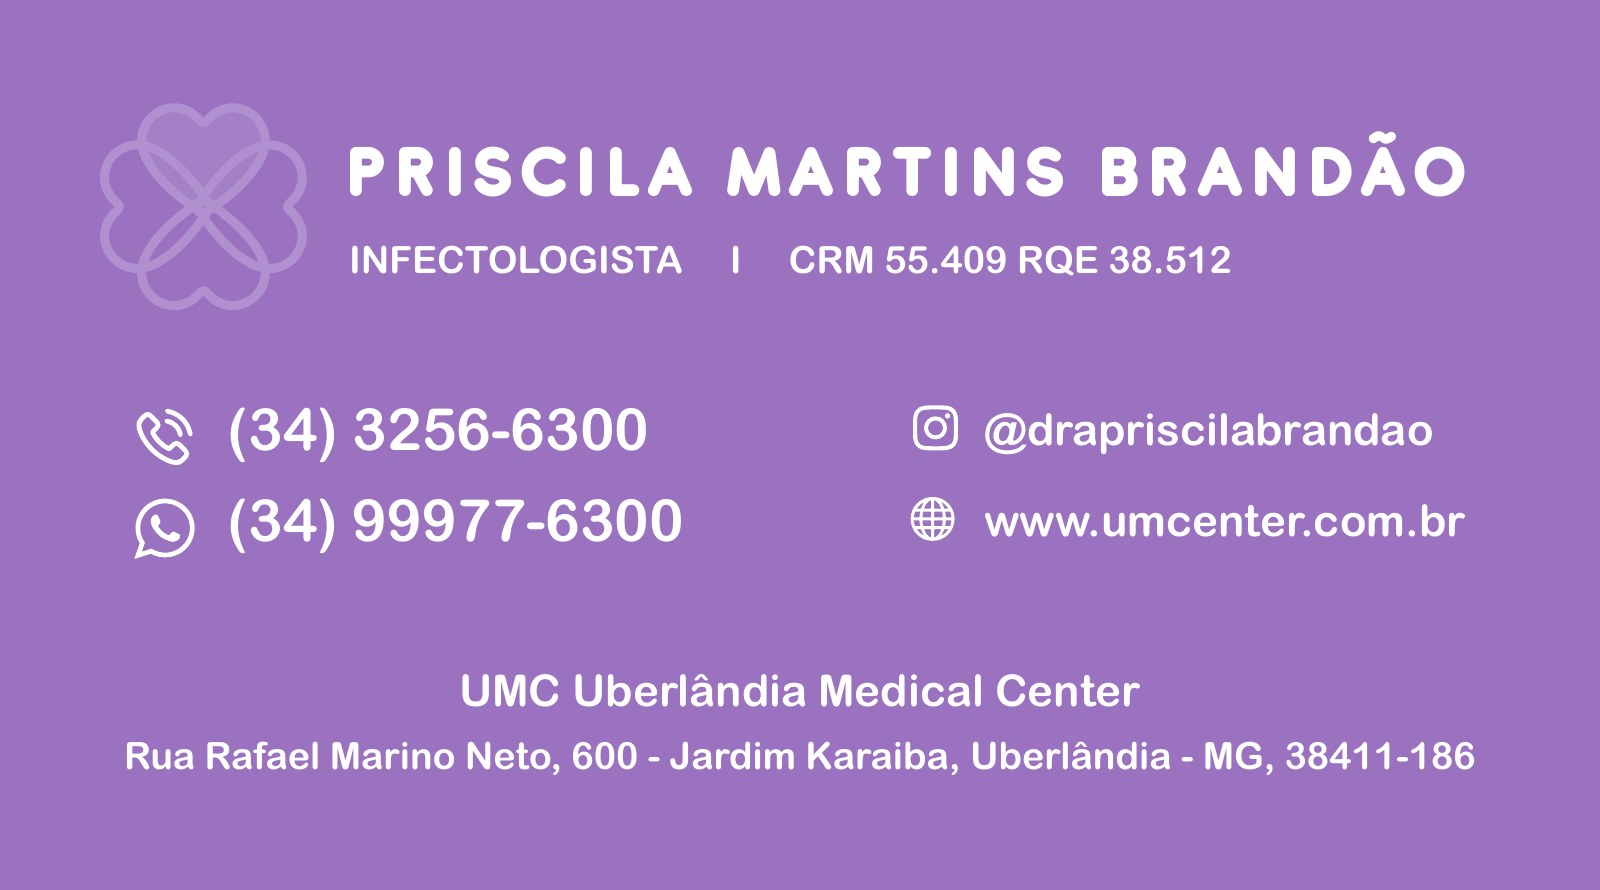 PRISCILA MARTINS BRANDÃO
INFECTOLOGISTA I CRM 55.409 RQE 38.512
(34) 3256-6300
(34) 99977-6300
@drapriscilabrandao
www.umcenter.com.br
UMC Uberlândia Medical Center
Rua Rafael Marino Neto, 600 - Jardim Karaiba, Uberlândia - MG, 38411-186